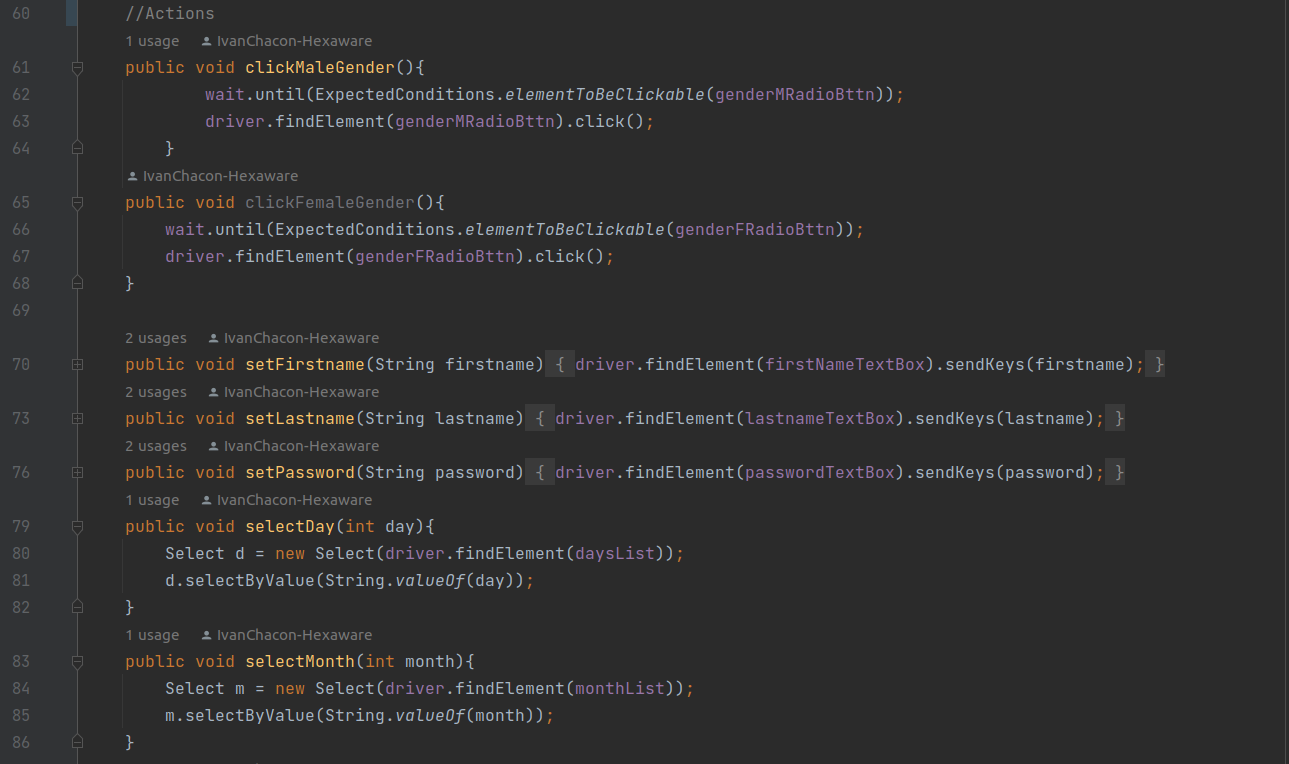 60 //Actions
1 usage IvanChacon-Hexaware
61 public void clickMaleGender(){
62 wait.until(ExpectedConditions.elementToBeClickable(genderMRadioBttn));
63 driver.findElement(genderMRadioBttn).click();
64 }
IvanChacon-Hexaware
65 public void clickFemaleGender(){
66 wait.until(ExpectedConditions.elementToBeClickable(genderFRadioBttn));
67 driver.findElement(genderFRadioBttn).click();
68 }
69
2 usages IvanChacon-Hexaware
70 public void setFirstname(String firstname) { driver.findElement(firstNameTextBox).sendKeys(firstname); }
2 usages IvanChacon-Hexaware
73 public void setLastname(String lastname) { driver.findElement(lastnameTextBox).sendKeys(lastname); }
2 usages IvanChacon-Hexaware
76 public void setPassword(String password) { driver.findElement(passwordTextBox).sendKeys(password); }
1 usage IvanChacon-Hexaware
79 public void selectDay(int day){
80 Select d = new Select(driver.findElement(daysList));
81 d.selectByValue(String.valueOf(day));
82 }
1 usage IvanChacon-Hexaware
83 public void selectMonth(int month){
84 Select m = new Select(driver.findElement(monthList));
85 m.selectByValue(String.valueOf(month));
86 }